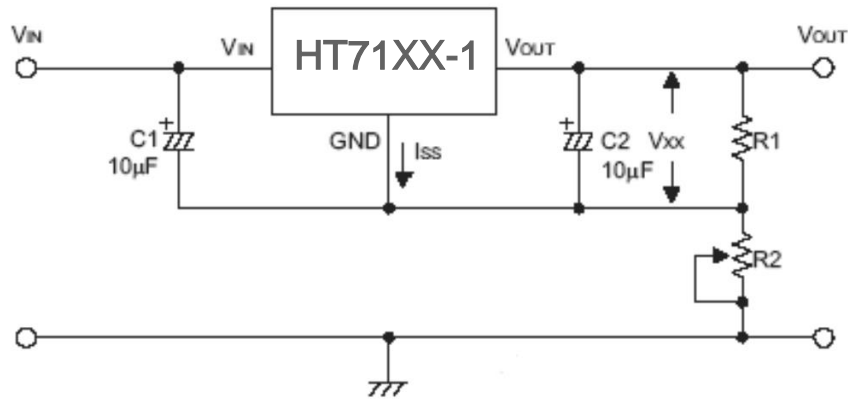 VIN
VIN
HT71XX-1
VOUT
VOUT
+
C1
10μF
GND
ISS
+
C2
10μF
VXX
R1
R2